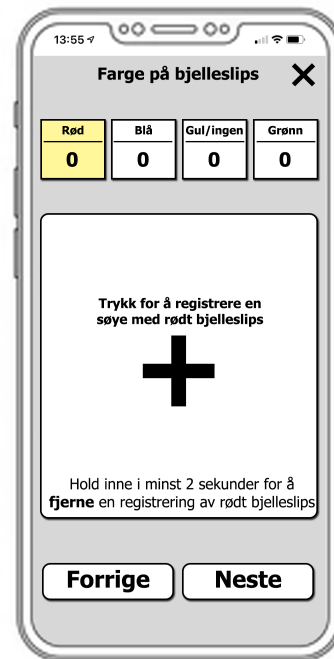 13:55
Farge på bjelleslips
Rød Blå Gul/ingen Grønn
0 0 0 0
Trykk for å registrere en
søye med rødt bjelleslips
Hold inne i minst 2 sekunder for å
fjerne en registrering av rødt bjelleslips
Forrige Neste